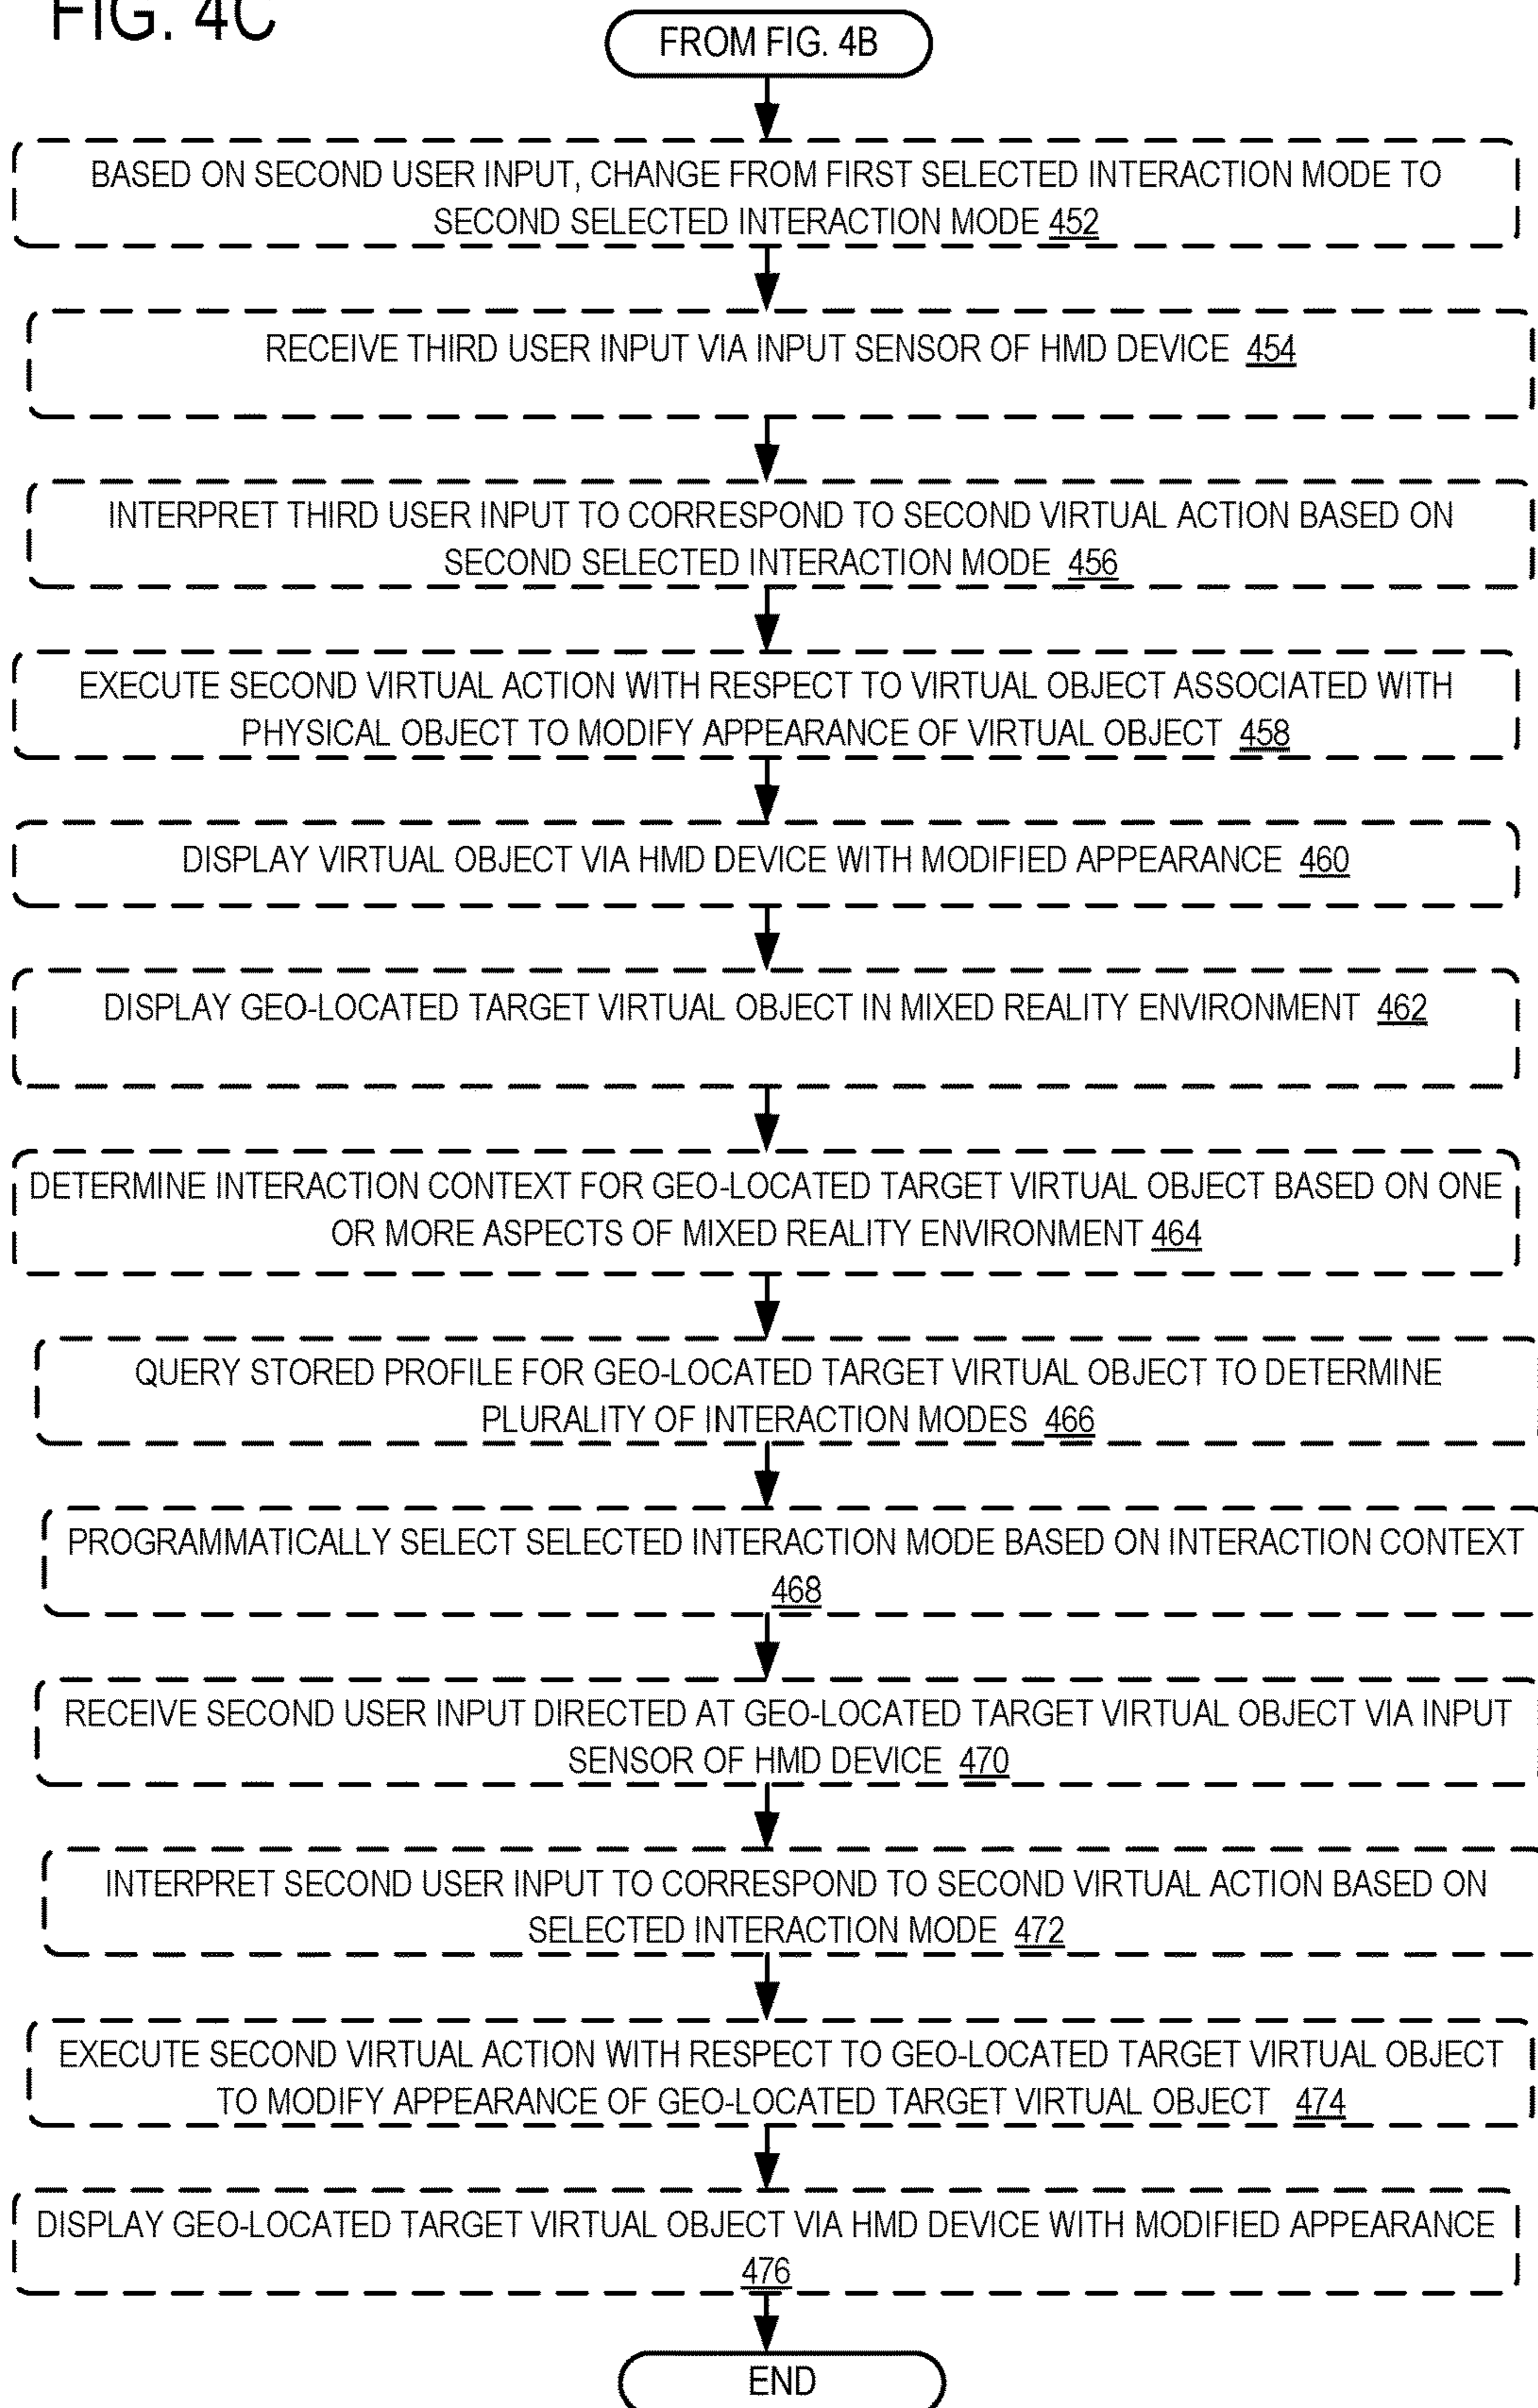 FIG. 4C
FROM FIG. 4B
BASED ON SECOND USER INPUT, CHANGE FROM FIRST SELECTED INTERACTION MODE TO
SECOND SELECTED INTERACTION MODE 452
RECEIVE THIRD USER INPUT VIA INPUT SENSOR OF HMD DEVICE 454
INTERPRET THIRD USER INPUT TO CORRESPOND TO SECOND VIRTUAL ACTION BASED ON
SECOND SELECTED INTERACTION MODE 456
EXECUTE SECOND VIRTUAL ACTION WITH RESPECT TO VIRTUAL OBJECT ASSOCIATED WITH
PHYSICAL OBJECT TO MODIFY APPEARANCE OF VIRTUAL OBJECT 458
DISPLAY VIRTUAL OBJECT VIA HMD DEVICE WITH MODIFIED APPEARANCE 460
DISPLAY GEO-LOCATED TARGET VIRTUAL OBJECT IN MIXED REALITY ENVIRONMENT 462
DETERMINE INTERACTION CONTEXT FOR GEO-LOCATED TARGET VIRTUAL OBJECT BASED ON ONE
OR MORE ASPECTS OF MIXED REALITY ENVIRONMENT 464
QUERY STORED PROFILE FOR GEO-LOCATED TARGET VIRTUAL OBJECT TO DETERMINE
PLURALITY OF INTERACTION MODES 466
PROGRAMMATICALLY SELECT SELECTED INTERACTION MODE BASED ON INTERACTION CONTEXT
468
RECEIVE SECOND USER INPUT DIRECTED AT GEO-LOCATED TARGET VIRTUAL OBJECT VIA INPUT
SENSOR OF HMD DEVICE 470
INTERPRET SECOND USER INPUT TO CORRESPOND TO SECOND VIRTUAL ACTION BASED ON
SELECTED INTERACTION MODE 472
EXECUTE SECOND VIRTUAL ACTION WITH RESPECT TO GEO-LOCATED TARGET VIRTUAL OBJECT
TO MODIFY APPEARANCE OF GEO-LOCATED TARGET VIRTUAL OBJECT 474
DISPLAY GEO-LOCATED TARGET VIRTUAL OBJECT VIA HMD DEVICE WITH MODIFIED APPEARANCE
476
END